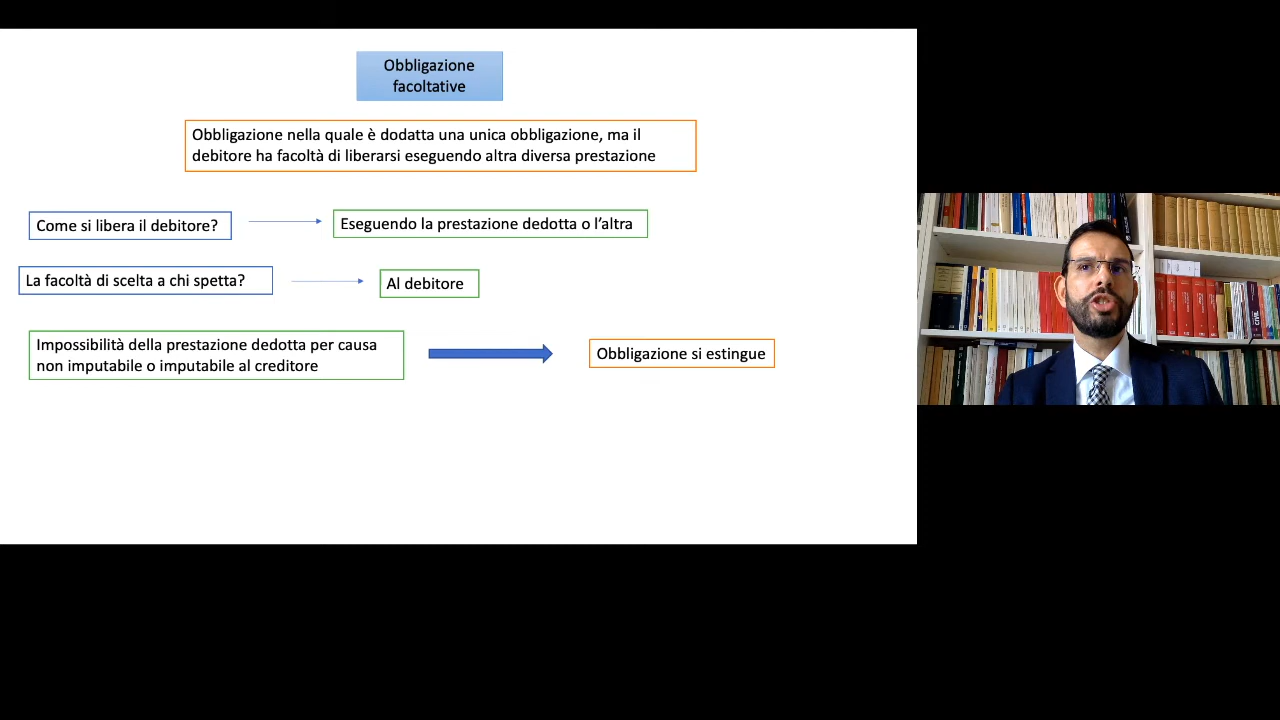 Obbligazione
facoltative
Obbligazione nella quale è dodatta una unica obbligazione, ma il
debitore ha facoltà di liberarsi eseguendo altra diversa prestazione
Come si libera il debitore?
Eseguendo la prestazione dedotta o l’altra
La facoltà di scelta a chi spetta?
Al debitore
Impossibilità della prestazione dedotta per causa
non imputabile o imputabile al creditore
Obbligazione si estingue